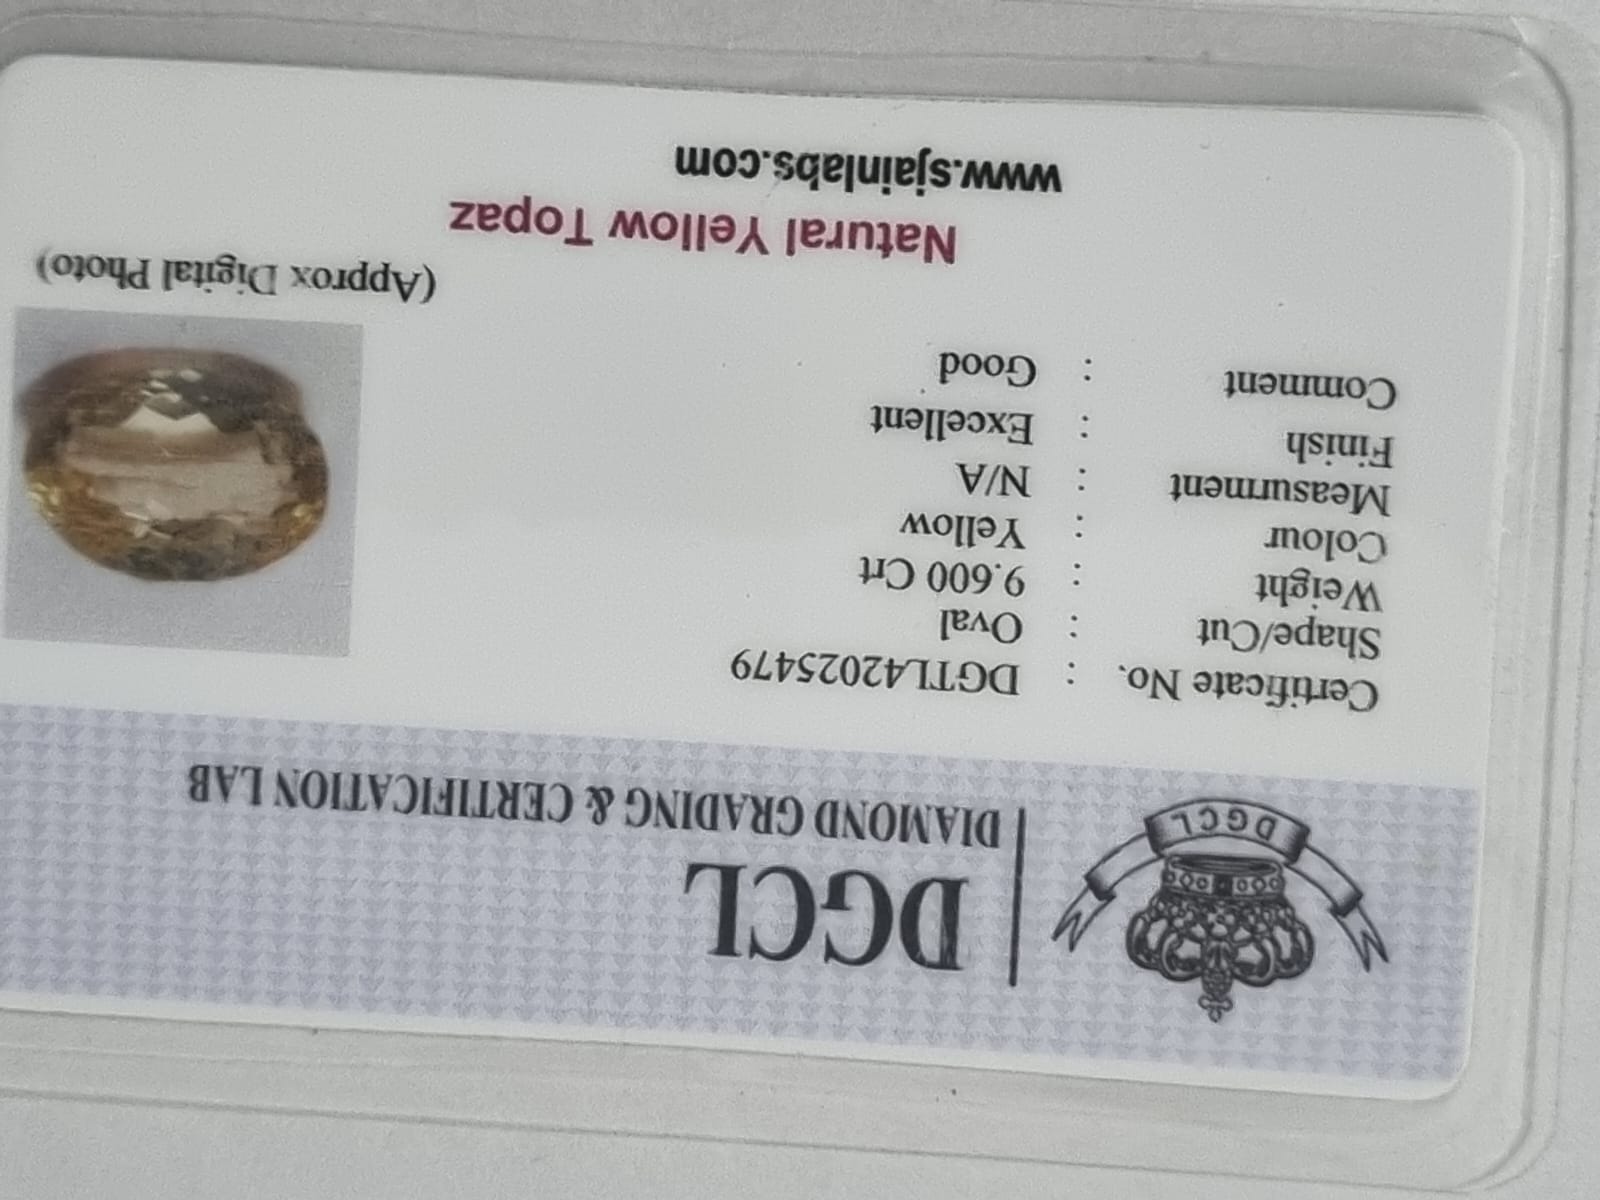 DGCL
DGCL
DIAMOND GRADING & CERTIFICATION LAB
Certificate No. : DGTL42025479
Shape/Cut : Oval
Weight : 9.600 Crt
Colour : Yellow
Measurment : N/A
Finish : Excellent
Comment : Good
(Approx Digital Photo)
Natural Yellow Topaz
www.sjainlabs.com